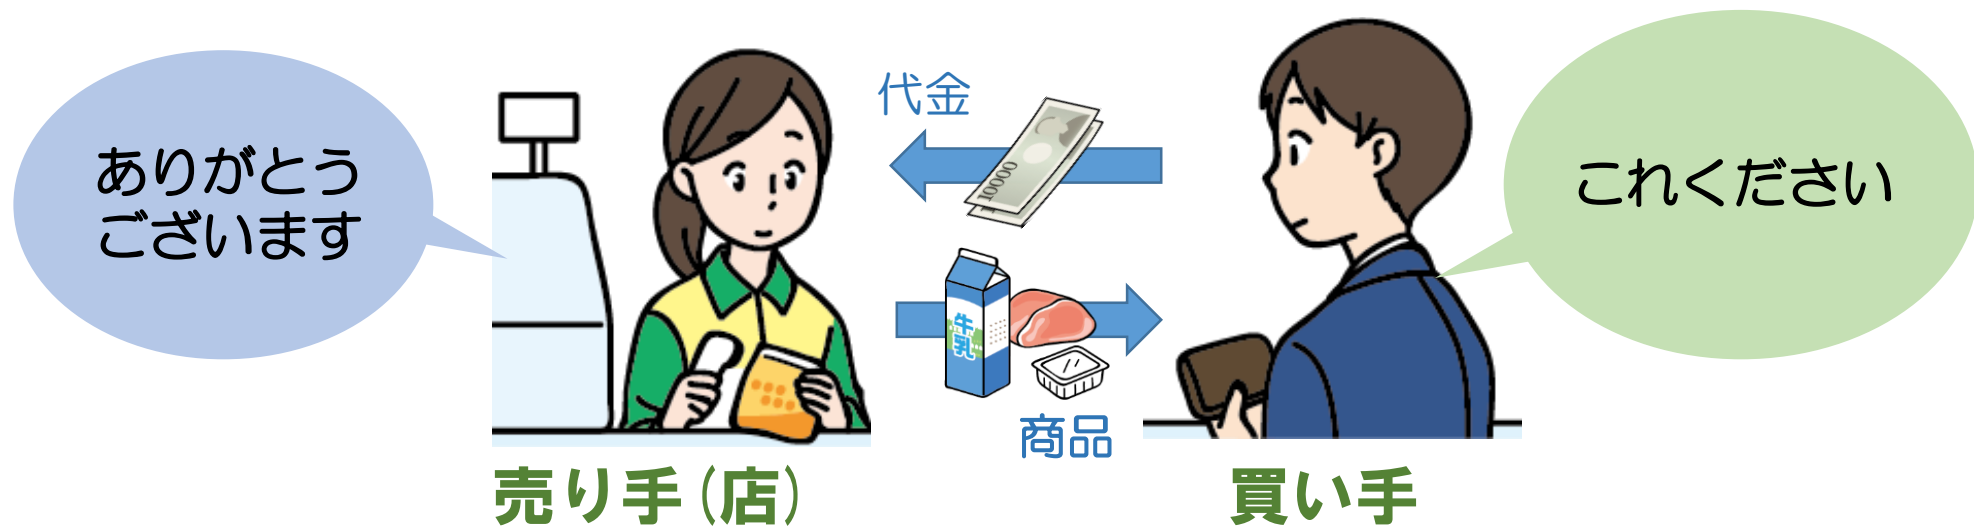 ありがとう
ございます
代金
10000
これください
牛乳
商品
売り手(店)
買い手